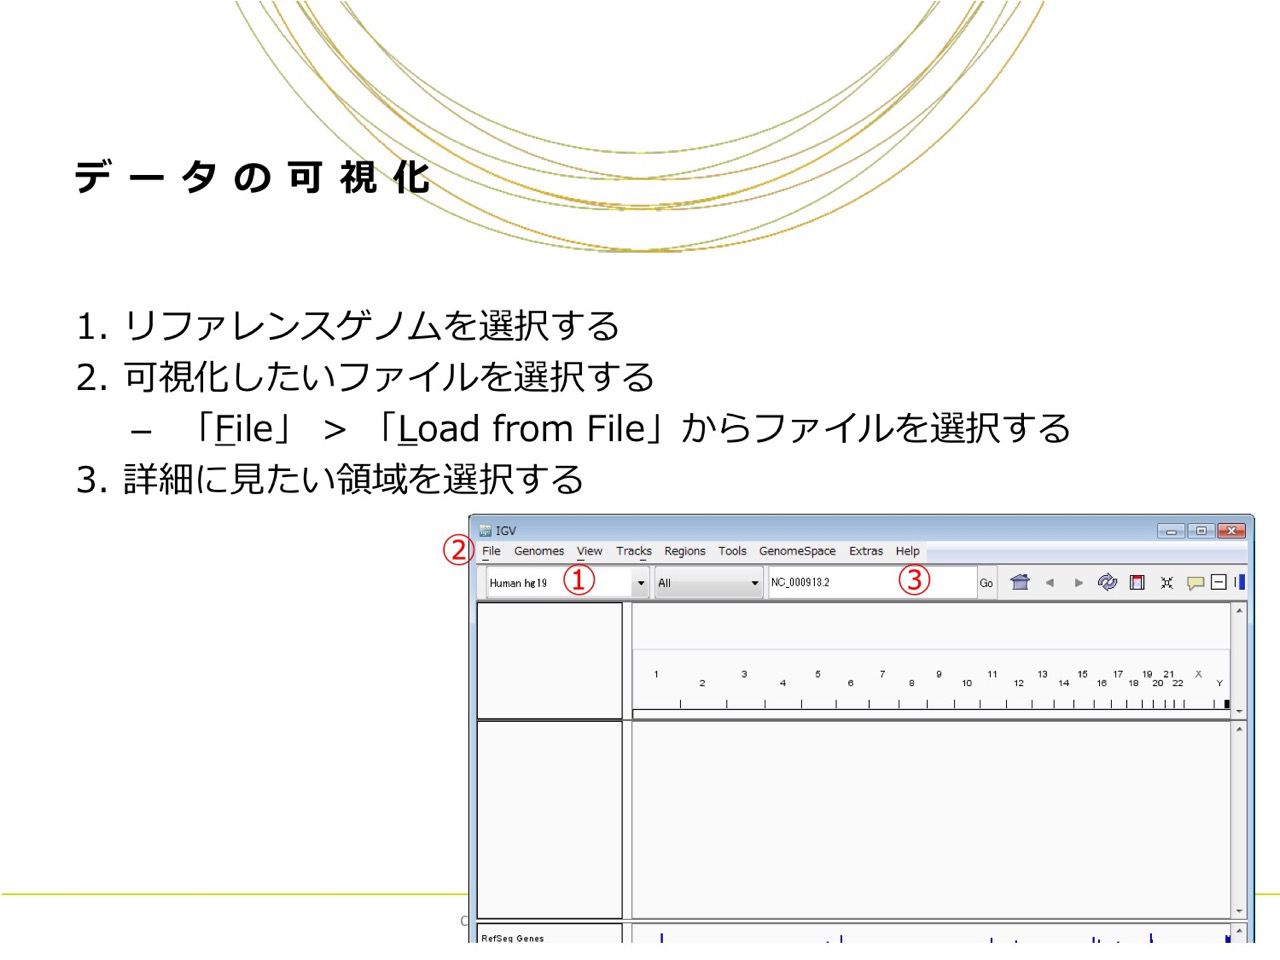 データの可視化
1. リファレンスゲノムを選択する
2. 可視化したいファイルを選択する
– 「File」 > 「Load from File」からファイルを選択する
3. 詳細に見たい領域を選択する
IGV
② File Genomes View Tracks Regions Tools GenomeSpace Extras Help
Human hg19 ① All NC_000913.2 ③ Go
1 2 3 4 5 6 7 8 9 10 11 12 13 14 15 16 17 18 19 20 21 22 X Y
C
RefSeq Genes